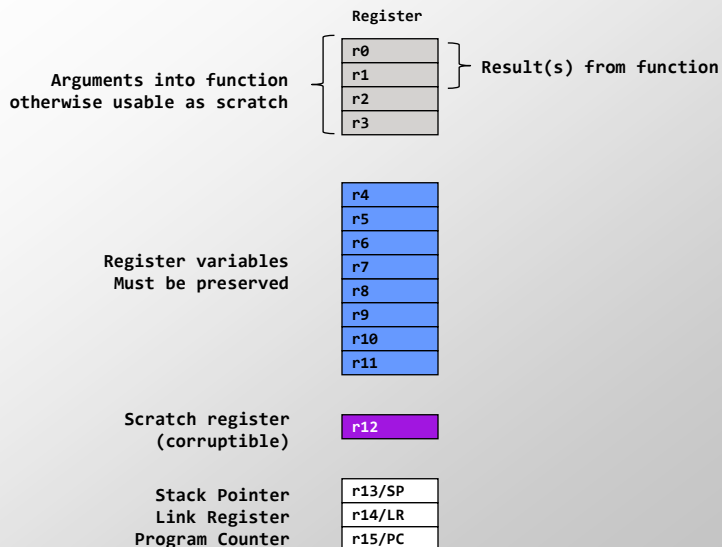 Register
Arguments into function
otherwise usable as scratch
r0
r1
r2
r3
Result(s) from function
Register variables
Must be preserved
r4
r5
r6
r7
r8
r9
r10
r11
Scratch register
(corruptible)
r12
Stack Pointer
r13/SP
Link Register
r14/LR
Program Counter
r15/PC